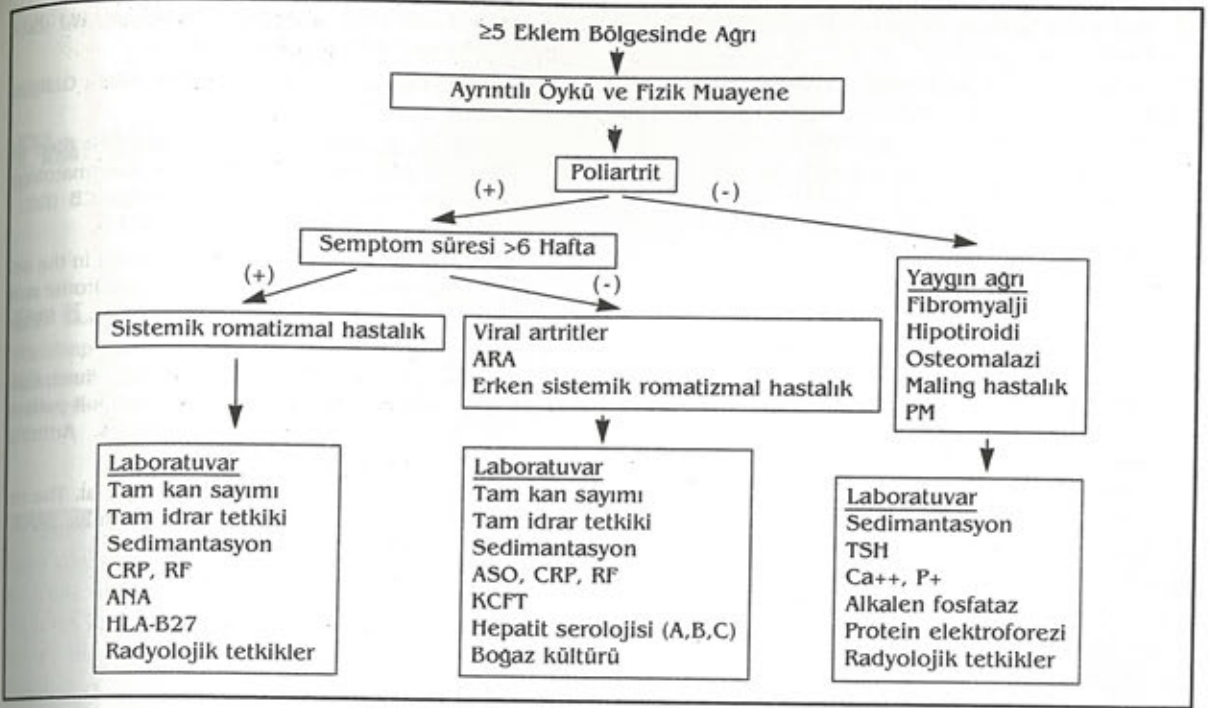 ≥5 Eklem Bölgesinde Ağrı
Ayrıntılı Öykü ve Fizik Muayene
Poliartrit
(+)
(-)
Semptom süresi >6 Hafta
(+)
(-)
Sistemik romatizmal hastalık
Viral artritler
ARA
Erken sistemik romatizmal hastalık
Yaygın ağrı
Fibromyalji
Hipotiroidi
Osteomalazi
Maling hastalık
PM
Laboratuvar
Tam kan sayımı
Tam idrar tetkiki
Sedimantasyon
CRP, RF
ANA
HLA-B27
Radyolojik tetkikler
Laboratuvar
Tam kan sayımı
Tam idrar tetkiki
Sedimantasyon
ASO, CRP, RF
KCFT
Hepatit serolojisi (A,B,C)
Boğaz kültürü
Laboratuvar
Sedimantasyon
TSH
Ca++, P+
Alkalen fosfataz
Protein elektroforezi
Radyolojik tetkikler